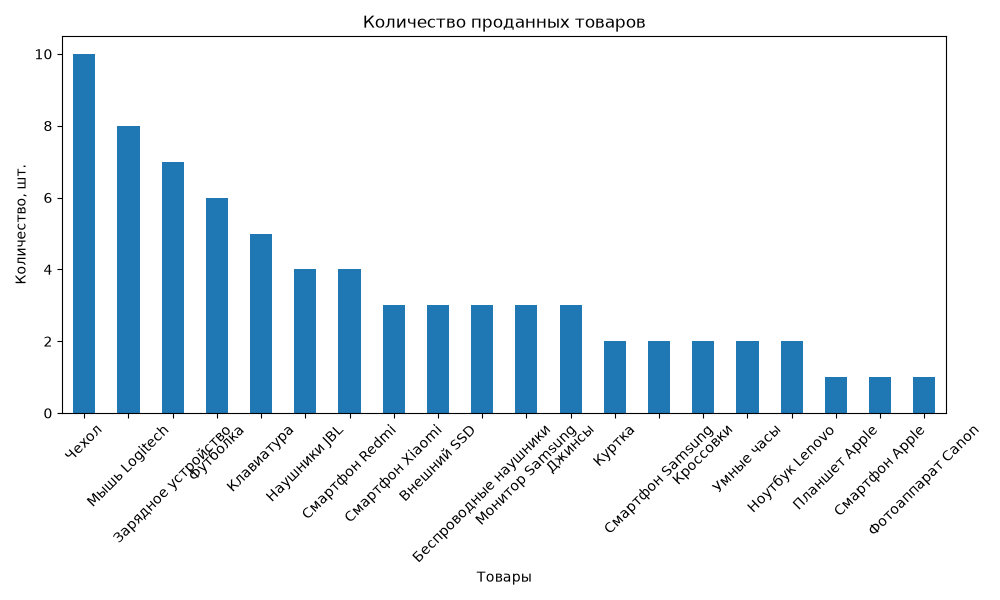 Количество проданных товаров
Количество, шт.
10
8
6
4
2
0
Чехол
Мышь Logitech
Зарядное устройство
Футболка
Клавиатура
Наушники JBL
Смартфон Redmi
Смартфон Xiaomi
Внешний SSD
Беспроводные наушники
Монитор Samsung
Джинсы
Куртка
Смартфон Samsung
Кроссовки
Умные часы
Ноутбук Lenovo
Планшет Apple
Смартфон Apple
Фотоаппарат Canon
Товары